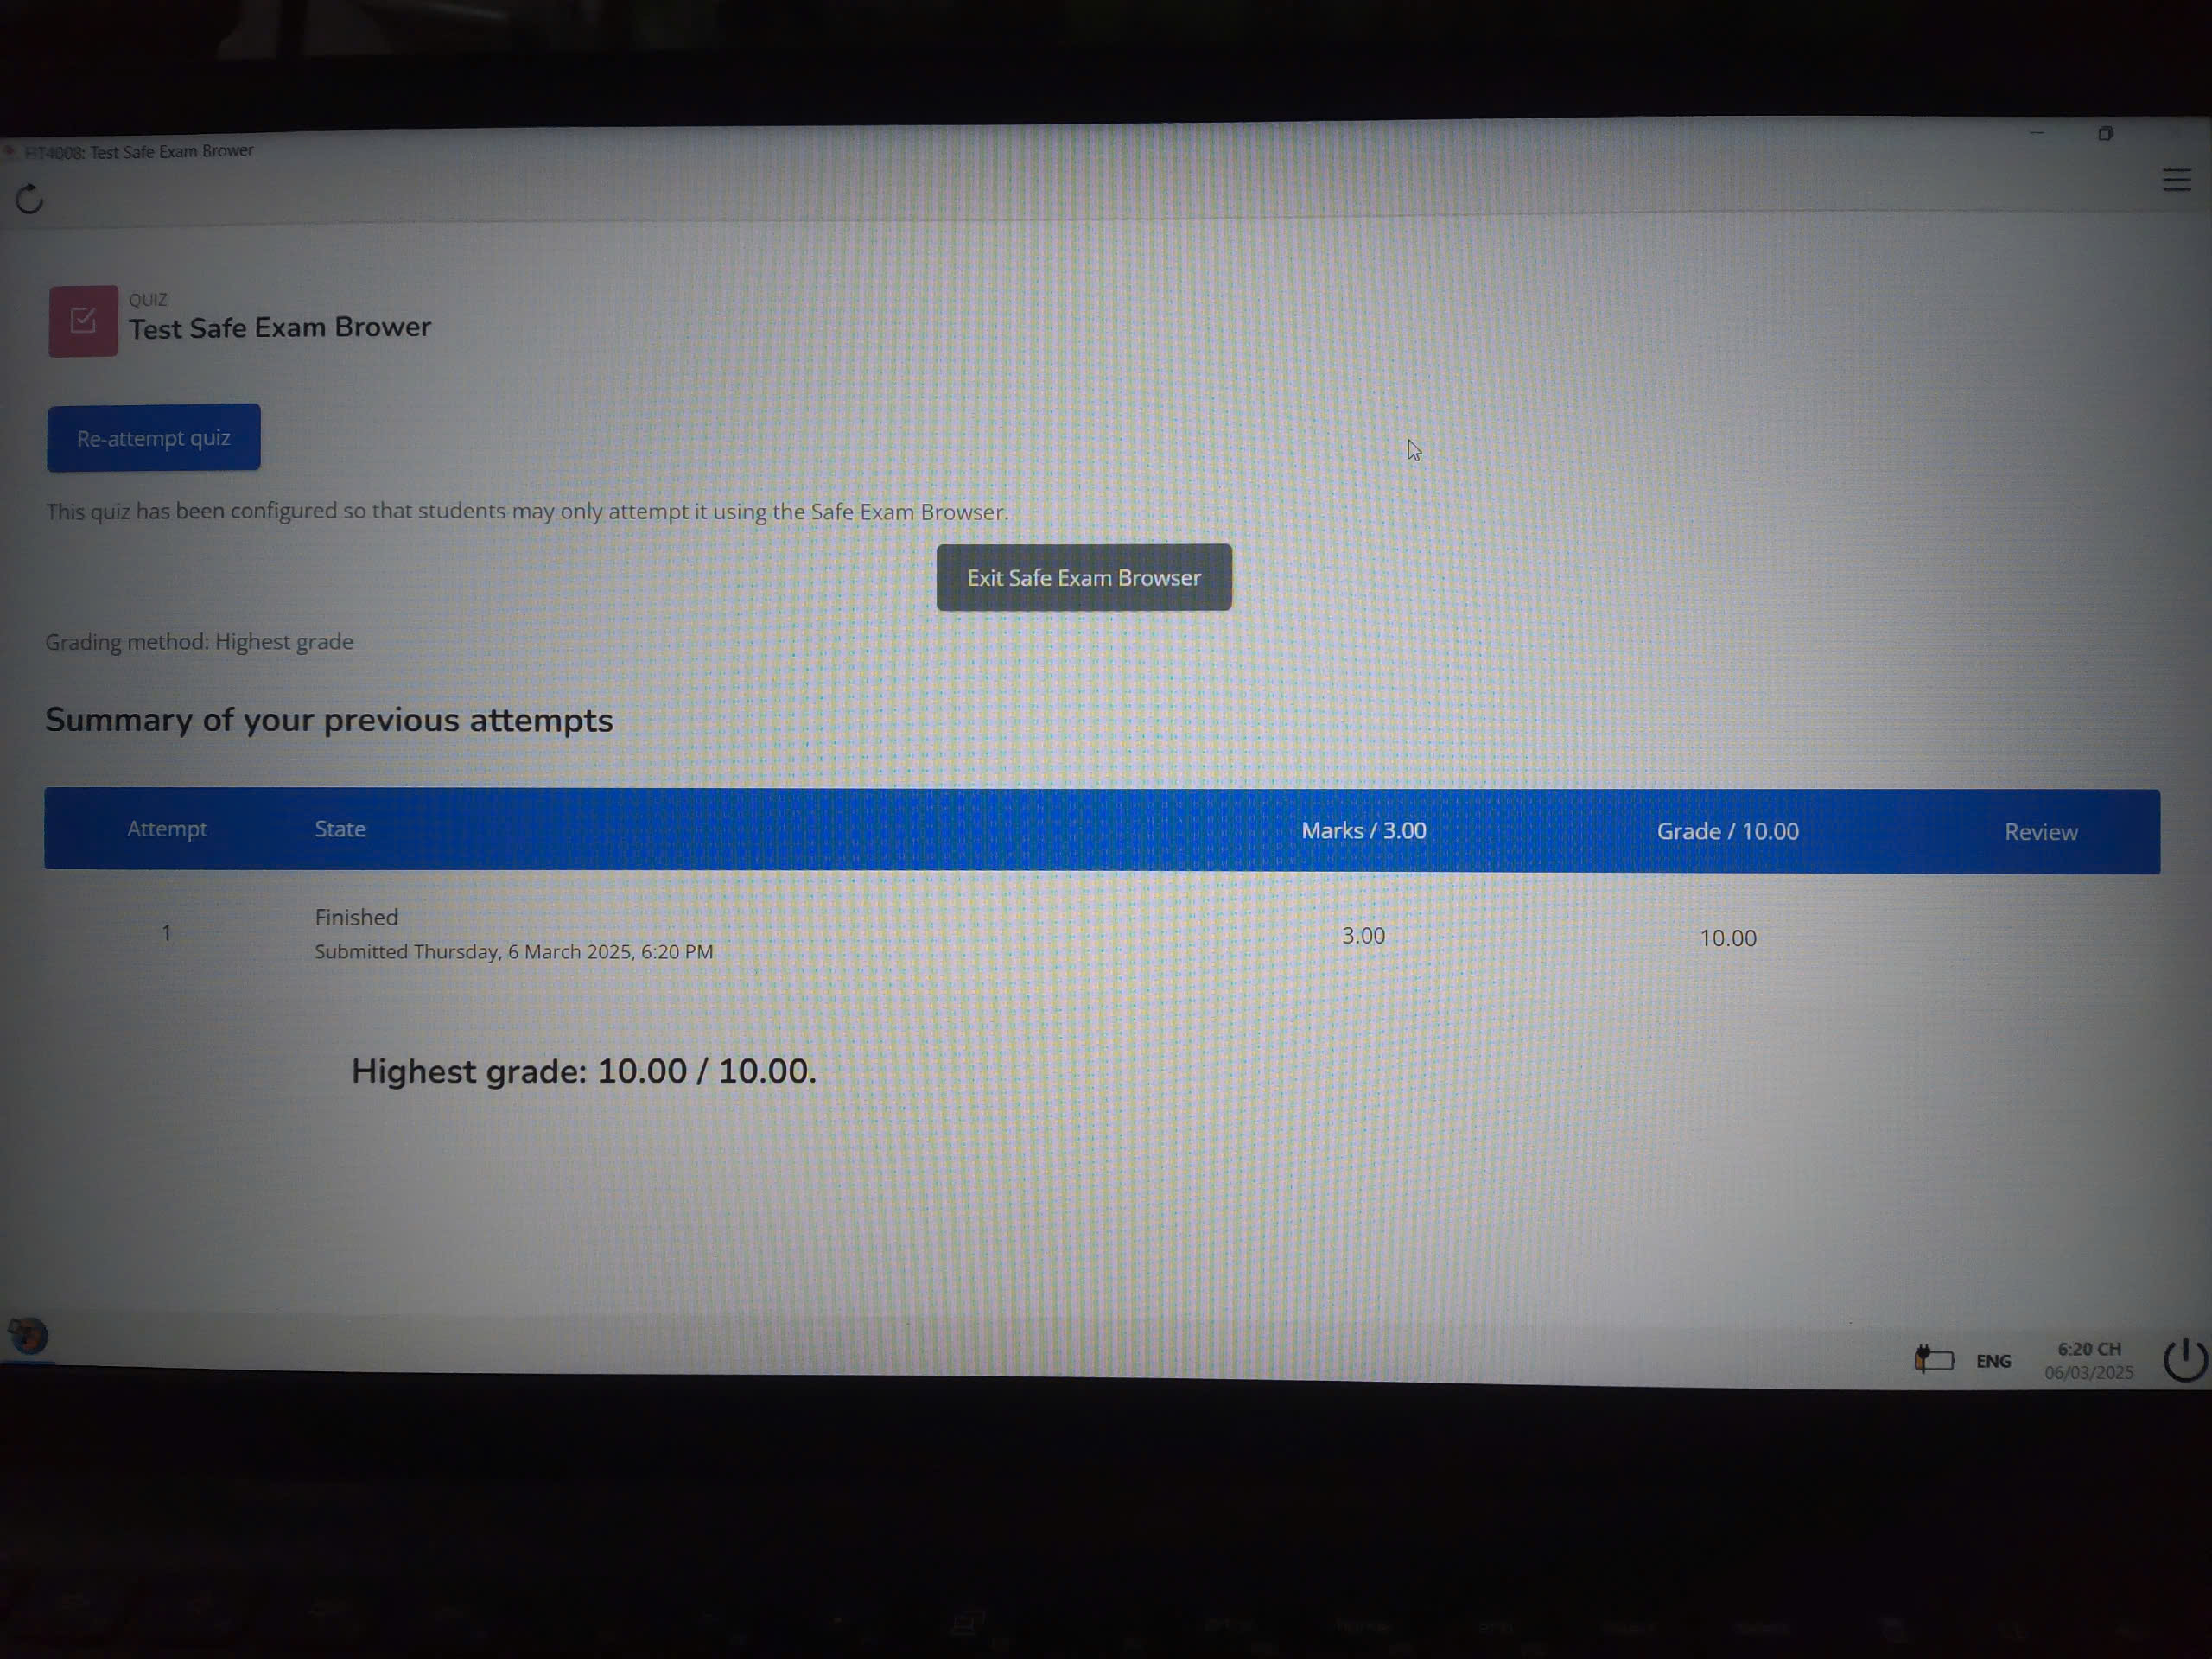 FIT4008: Test Safe Exam Brower
QUIZ
Test Safe Exam Brower
Re-attempt quiz
This quiz has been configured so that students may only attempt it using the Safe Exam Browser.
Exit Safe Exam Browser
Grading method: Highest grade
Summary of your previous attempts
Attempt State Marks / 3.00 Grade / 10.00 Review
1 Finished 3.00 10.00
Submitted Thursday, 6 March 2025, 6:20 PM
Highest grade: 10.00 / 10.00.
ENG 6:20 CH
06/03/2025